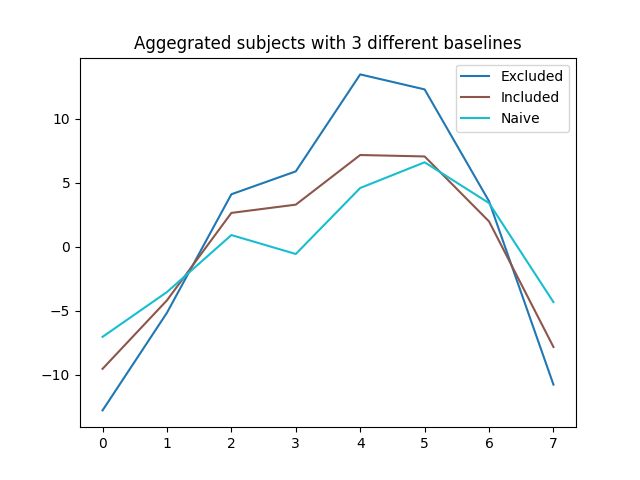 Aggegrated subjects with 3 different baselines
Excluded
Included
Naive
10
5
0
−5
−10
0 1 2 3 4 5 6 7